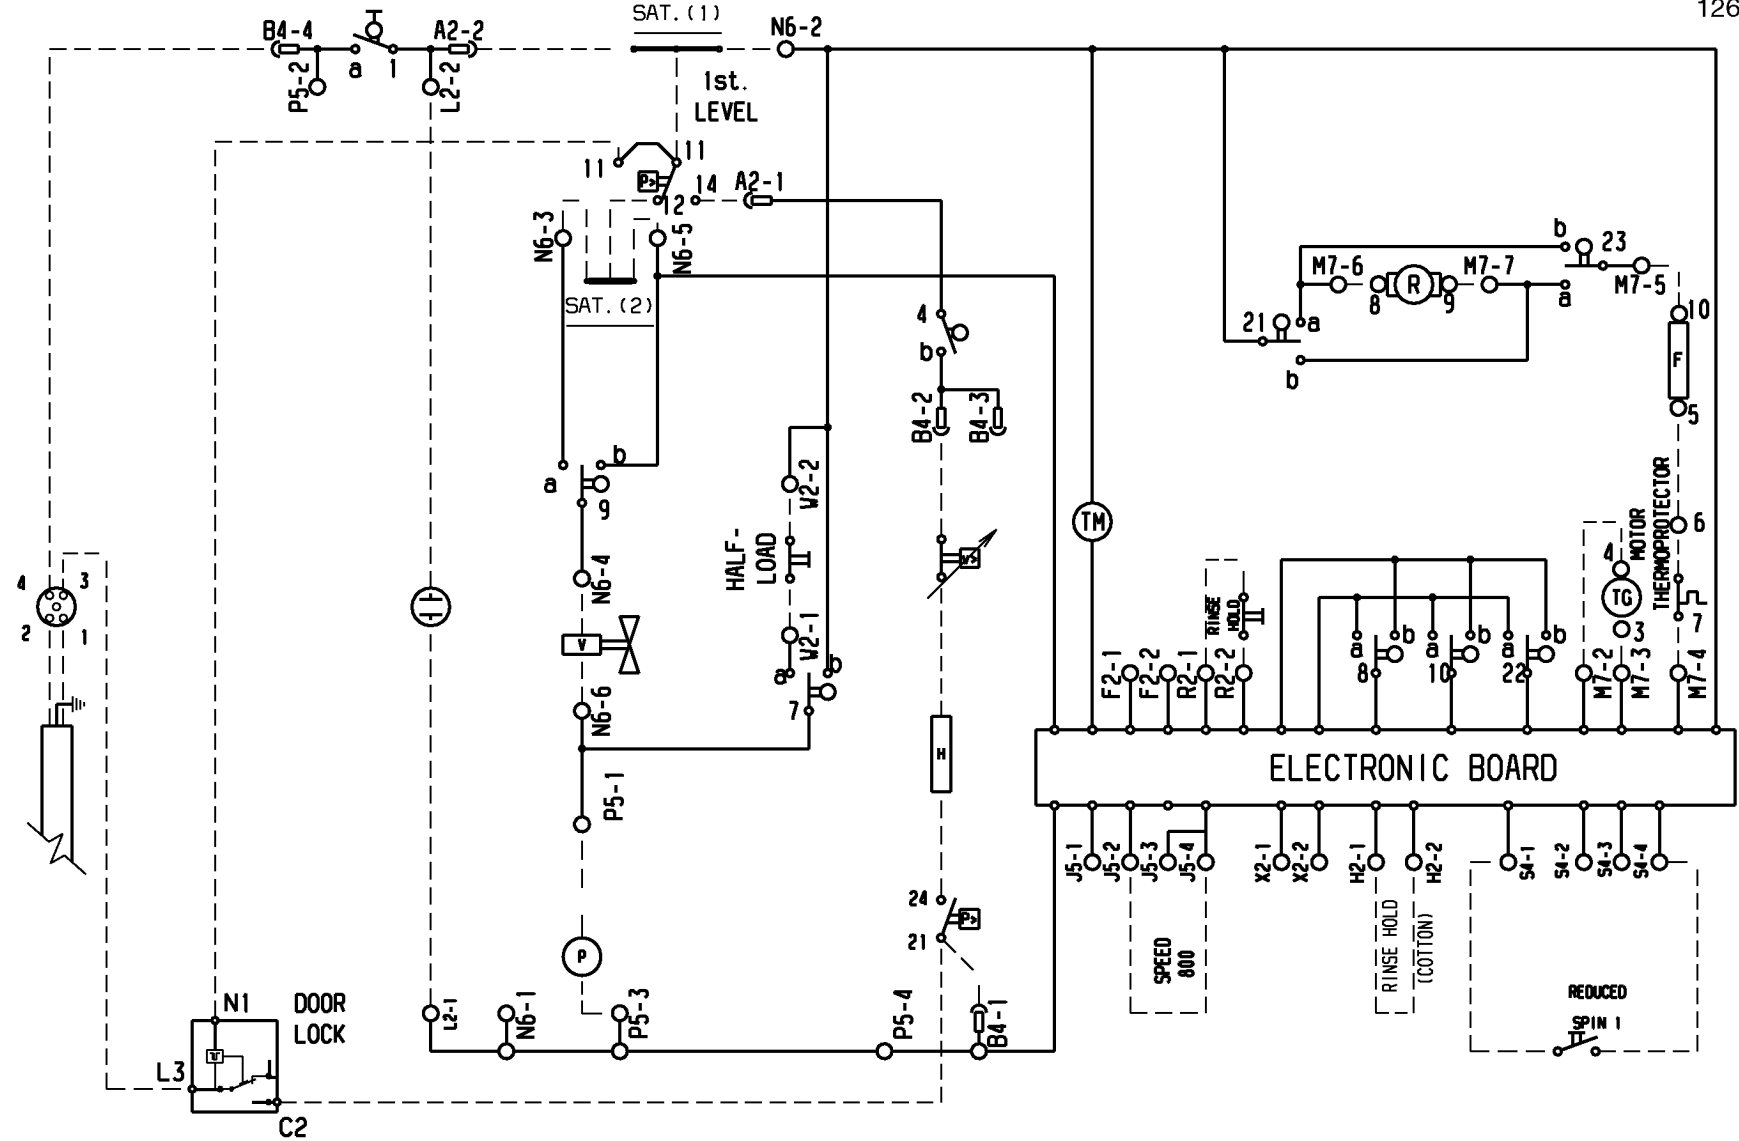 126
SAT.(1)
B4-4
A2-2
N6-2
a
1
P5-2
L2-2
1st.
LEVEL
11
11
P>
12
14
A2-1
N6-3
N6-5
SAT.(2)
b
23
M7-6
M7-7
8
R
9
M7-5
a
10
21
a
b
F
5
4
b
B4-2
B4-3
a
b
9
W2-2
HALF-
LOAD
W2-1
a
b
7
N6-4
V
N6-6
P5-1
V>
TM
MOTOR
THERMOPROTECTOR
6
7
4
TG
3
RINSE
HOLD
a
b
a
b
a
b
8
10
22
F2-1
F2-2
R2-1
R2-2
M7-2
M7-3
M7-4
4
3
2
1
H
ELECTRONIC BOARD
J5-1
J5-2
J5-3
J5-4
X2-1
X2-2
H2-1
H2-2
S4-1
S4-2
S4-3
S4-4
24
P>
21
SPEED
800
RINSE HOLD
(COTTON)
REDUCED
SPIN 1
P
N1
DOOR
LOCK
L3
C2
L2-1
N6-1
P5-3
P5-4
B4-1